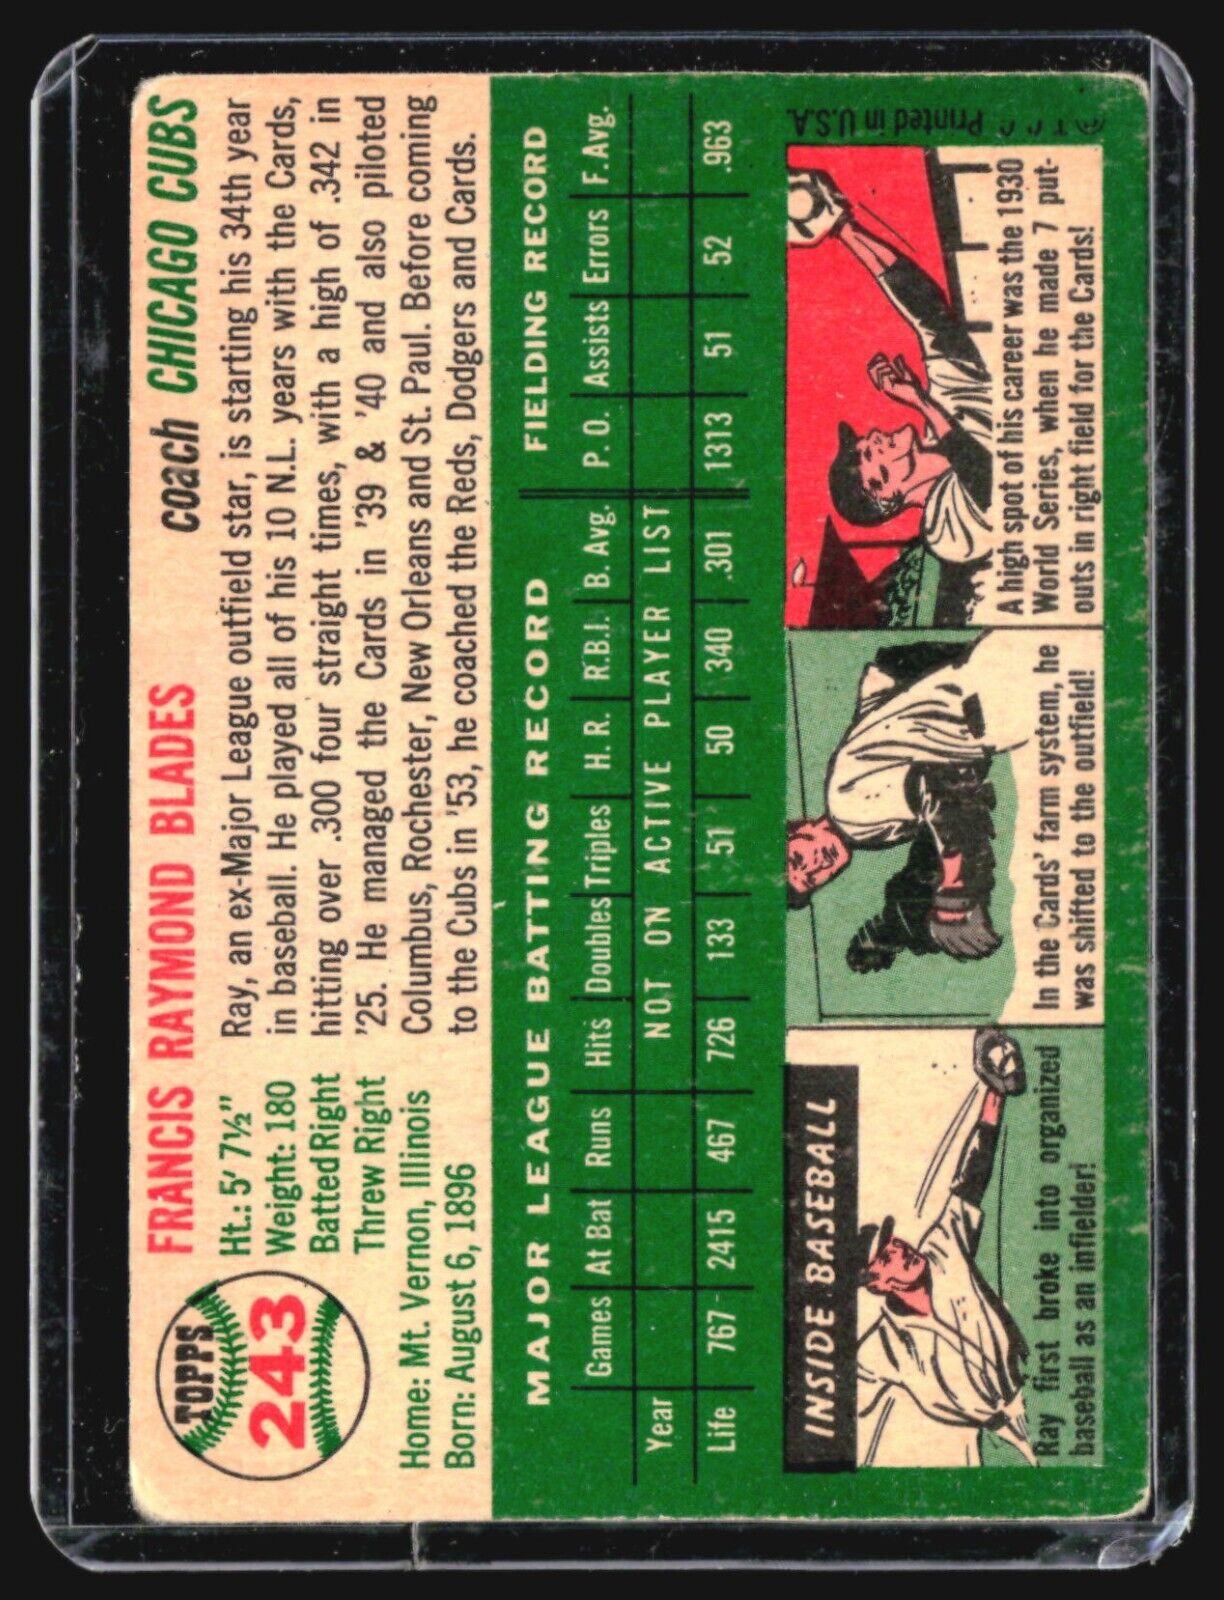 TOPPS
243
FRANCIS RAYMOND BLADES
coach CHICAGO CUBS
Ht.: 5' 7½"
Weight: 180
Batted Right
Threw Right
Home: Mt. Vernon, Illinois
Born: August 6, 1896
Ray, an ex-Major League outfield star, is starting his 34th year
in baseball. He played all of his 10 N.L. years with the Cards,
hitting over .300 four straight times, with a high of .342 in
'25. He managed the Cards in '39 & '40 and also piloted
Columbus, Rochester, New Orleans and St. Paul. Before coming
to the Cubs in '53, he coached the Reds, Dodgers and Cards.
MAJOR LEAGUE BATTING RECORD FIELDING RECORD
Games At Bat Runs Hits Doubles Triples H. R. R.B.I. B. Avg. P. O. Assists Errors F. Avg.
Year NOT ON ACTIVE PLAYER LIST
Life 767 2415 467 726 133 51 50 340 .301 1313 51 52 .963
INSIDE BASEBALL
Ray first broke into organized
baseball as an infielder!
In the Cards' farm system, he
was shifted to the outfield!
A high spot of his career was the 1930
World Series, when he made 7 put-
outs in right field for the Cards!
© T. C. G. Printed in U.S.A.